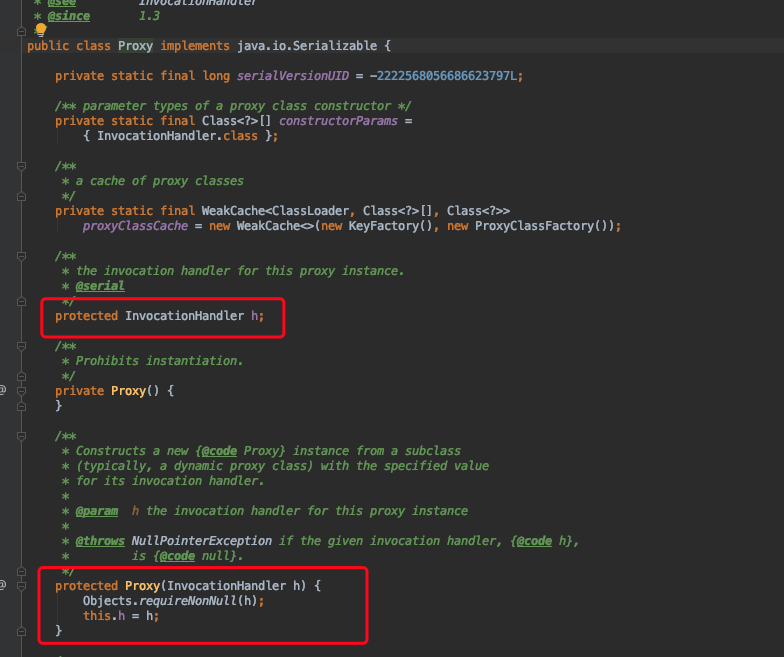 * @see       InvocationHandler
* @since     1.3
*/
public class Proxy implements java.io.Serializable {
private static final long serialVersionUID = -2222568056686623797L;
/** parameter types of a proxy class constructor */
private static final Class<?>[] constructorParams =
{ InvocationHandler.class };
/**
* a cache of proxy classes
*/
private static final WeakCache<ClassLoader, Class<?>[], Class<?>>
proxyClassCache = new WeakCache<>(new KeyFactory(), new ProxyClassFactory());
/**
* the invocation handler for this proxy instance.
* @serial
*/
protected InvocationHandler h;
/**
* Prohibits instantiation.
*/
@
private Proxy() {
}
/**
* Constructs a new {@code Proxy} instance from a subclass
* (typically, a dynamic proxy class) with the specified value
* for its invocation handler.
*
* @param  h the invocation handler for this proxy instance
*
* @throws NullPointerException if the given invocation handler, {@code h},
*         is {@code null}.
*/
@
protected Proxy(InvocationHandler h) {
Objects.requireNonNull(h);
this.h = h;
}